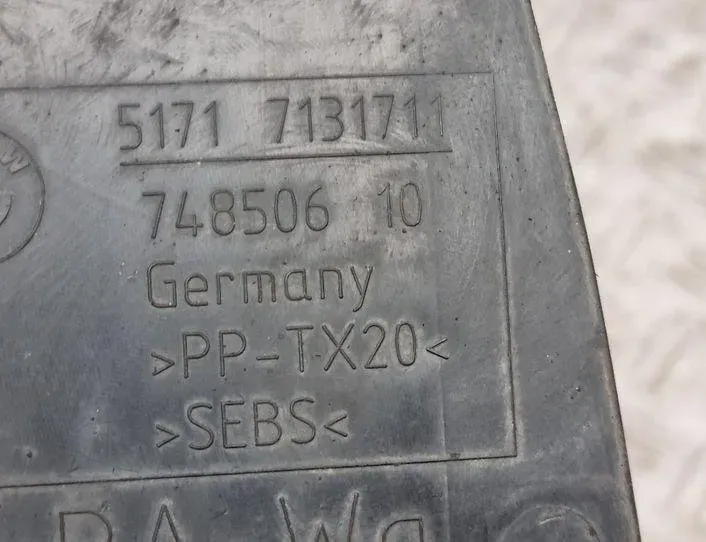 5171 7131711
W
748506 10
Germany
>PP-TX20<
>SEBS<